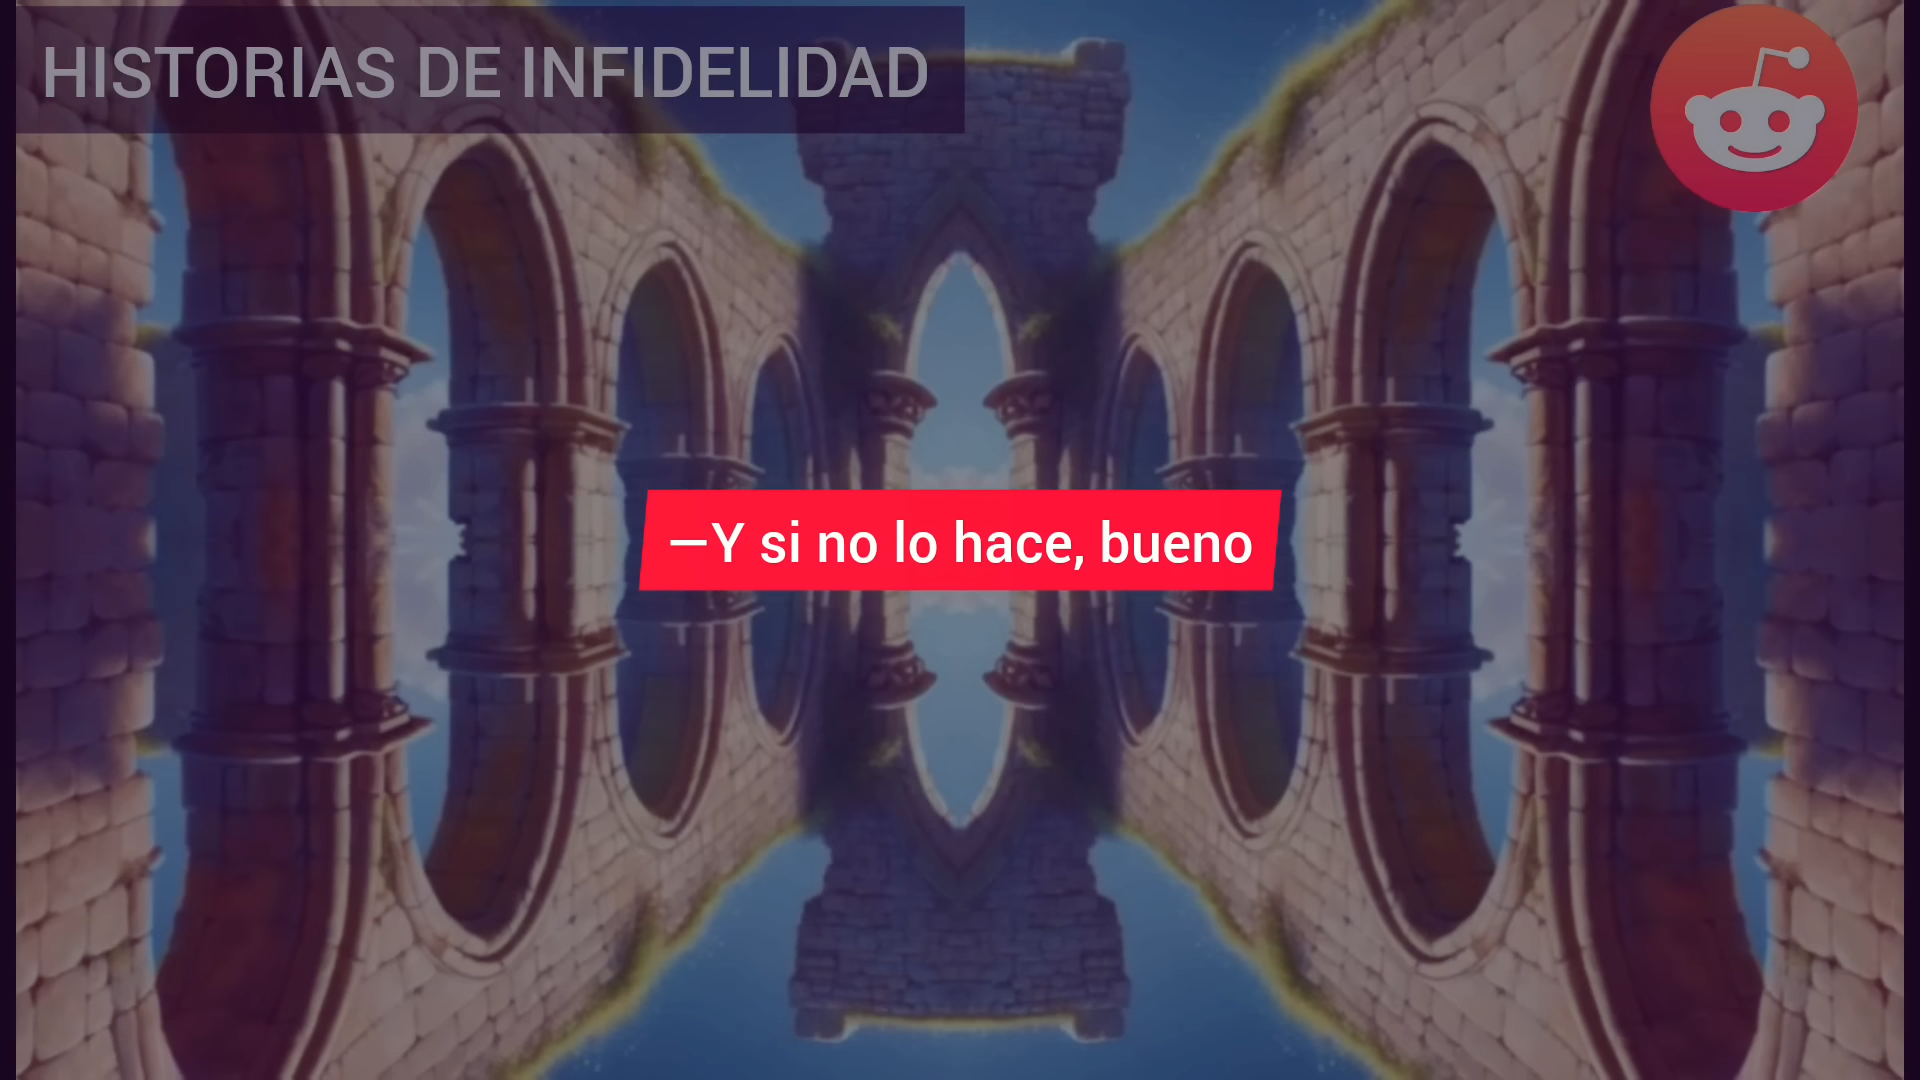 HISTORIAS DE INFIDELIDAD
—Y si no lo hace, bueno